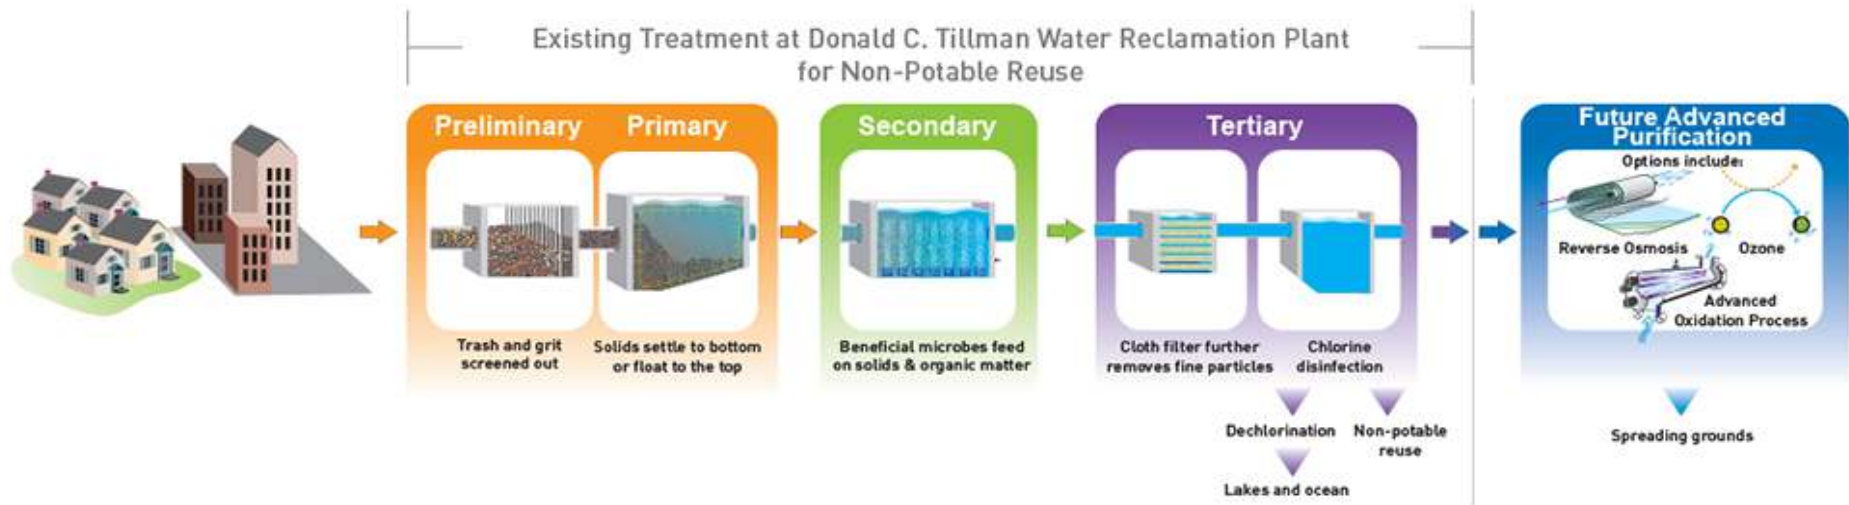 Existing Treatment at Donald C. Tillman Water Reclamation Plant
for Non-Potable Reuse
Preliminary
Primary
Trash and grit
screened out
Solids settle to bottom
or float to the top
Secondary
Beneficial microbes feed
on solids & organic matter
Tertiary
Cloth filter further
removes fine particles
Chlorine
disinfection
Dechlorination
Lakes and ocean
Non-potable
reuse
Future Advanced
Purification
Options include:
Reverse Osmosis
Ozone
Advanced
Oxidation Process
Spreading grounds